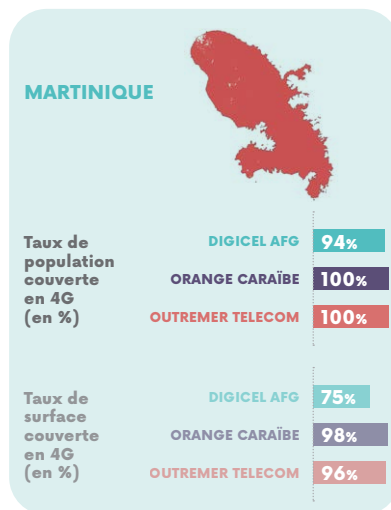 MARTINIQUE
Taux de
population
couverte
en 4G
(en %)
DIGICEL AFG 94%
ORANGE CARAÏBE 100%
OUTREMER TELECOM 100%
Taux de
surface
couverte
en 4G
(en %)
DIGICEL AFG 75%
ORANGE CARAÏBE 98%
OUTREMER TELECOM 96%